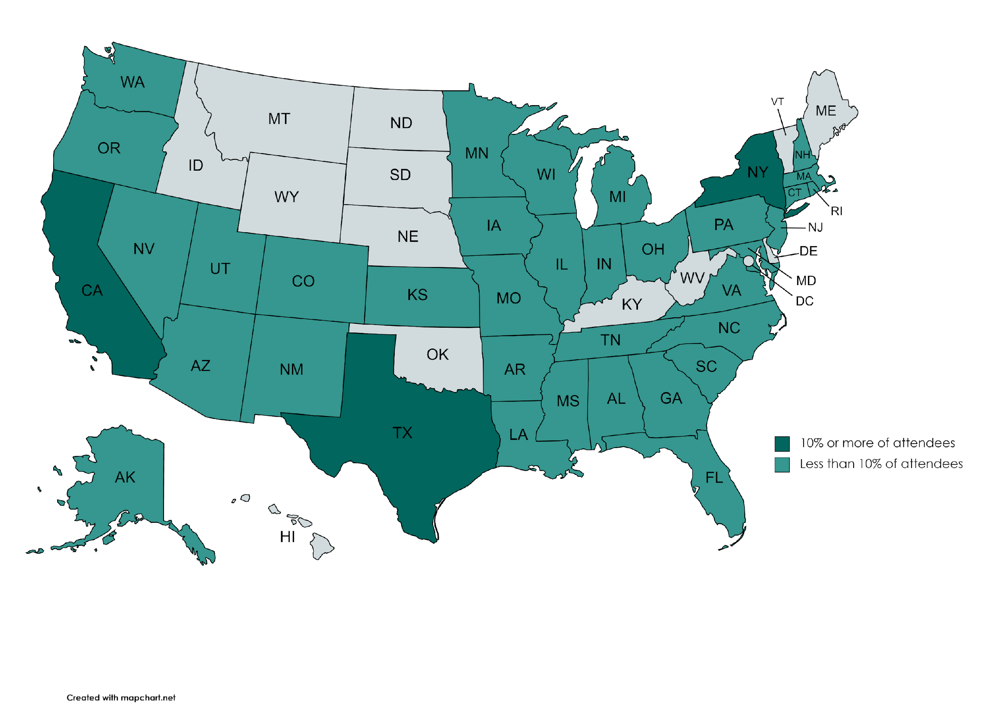 WA
MT
ND
ME
VT
OR
MN
ID
SD
WI
NH
NY
MA
WY
MI
CT
RI
IA
PA
NJ
NE
NV
OH
DE
UT
IL
IN
CO
WV
MD
CA
KS
MO
VA
KY
DC
NC
TN
OK
AZ
NM
AR
SC
MS
AL
GA
TX
LA
10% or more of attendees
Less than 10% of attendees
AK
FL
HI
Created with mapchart.net